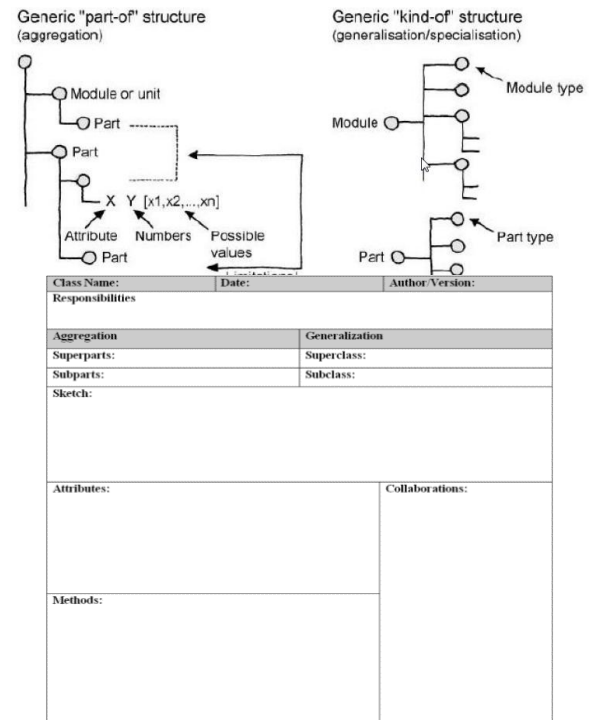 Generic "part-of" structure
(aggregation)
Module or unit
Part
Part
X Y [x1,x2,...,xn]
Attribute Numbers Possible
values
Part
Generic "kind-of" structure
(generalisation/specialisation)
Module type
Module
Part type
Part
Class Name: Date: Author/Version:
Responsibilities
Aggregation Generalization
Superparts: Superclass:
Subparts: Subclass:
Sketch:
Attributes: Collaborations:
Methods: